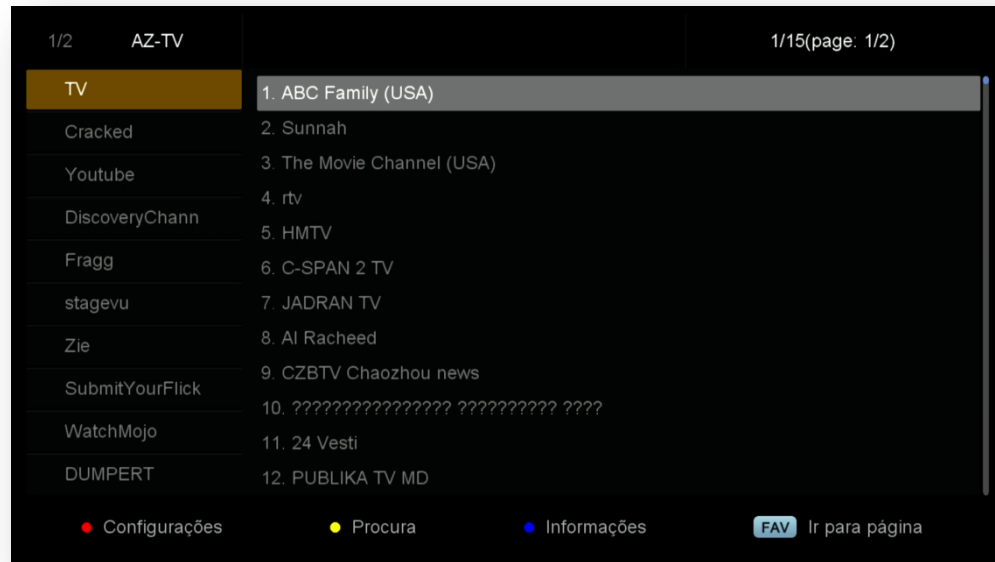 1/2 AZ-TV 1/15(page: 1/2)
TV
Cracked
Youtube
DiscoveryChann
Fragg
stagevu
Zie
SubmitYourFlick
WatchMojo
DUMPERT
1. ABC Family (USA)
2. Sunnah
3. The Movie Channel (USA)
4. rtv
5. HMTV
6. C-SPAN 2 TV
7. JADRAN TV
8. Al Racheed
9. CZBTV Chaozhou news
10. ???????????????? ?????????? ????
11. 24 Vesti
12. PUBLIKA TV MD
Configurações Procura Informações FAV Ir para página